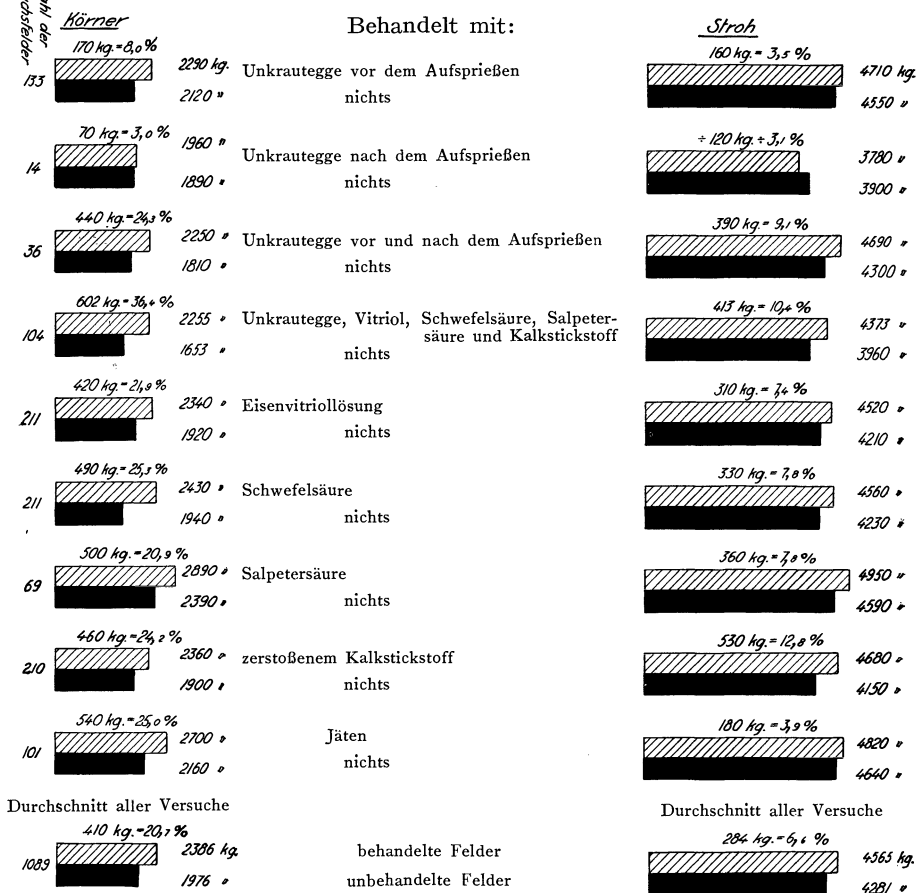 Körner Behandelt mit: Stroh
170 kg. = 8,0 % 160 kg. = 3,5 %
133 2290 kg. Unkrautegge vor dem Aufsprießen 4710 kg.
2120 " nichts 4550 "
70 kg. = 3,0 % ÷ 120 kg. ÷ 3,1 %
14 1960 " Unkrautegge nach dem Aufsprießen 3780 "
1890 " nichts 3900 "
440 kg. = 24,3 % 390 kg. = 9,1 %
36 2250 " Unkrautegge vor und nach dem Aufsprießen 4690 "
1810 " nichts 4300 "
602 kg. = 36,4 % 413 kg. = 10,4 %
104 2255 " Unkrautegge, Vitriol, Schwefelsäure, Salpeter- 4373 "
säure und Kalkstickstoff
1653 " nichts 3960 "
420 kg. = 21,9 % 310 kg. = 7,4 %
211 2340 " Eisenvitriollösung 4520 "
1920 " nichts 4210 "
490 kg. = 25,3 % 330 kg. = 7,8 %
211 2430 " Schwefelsäure 4560 "
1940 " nichts 4230 "
500 kg. = 20,9 % 360 kg. = 7,8 %
69 2890 " Salpetersäure 4950 "
2390 " nichts 4590 "
460 kg. = 24,2 % 530 kg. = 12,8 %
210 2360 " zerstoßenem Kalkstickstoff 4680 "
1900 " nichts 4150 "
540 kg. = 25,0 % 180 kg. = 3,9 %
101 2700 " Jäten 4820 "
2160 " nichts 4640 "
Durchschnitt aller Versuche Durchschnitt aller Versuche
410 kg. = 20,7 % 284 kg. = 6,6 %
1089 2386 kg. behandelte Felder 4565 kg.
1976 " unbehandelte Felder 4281 "